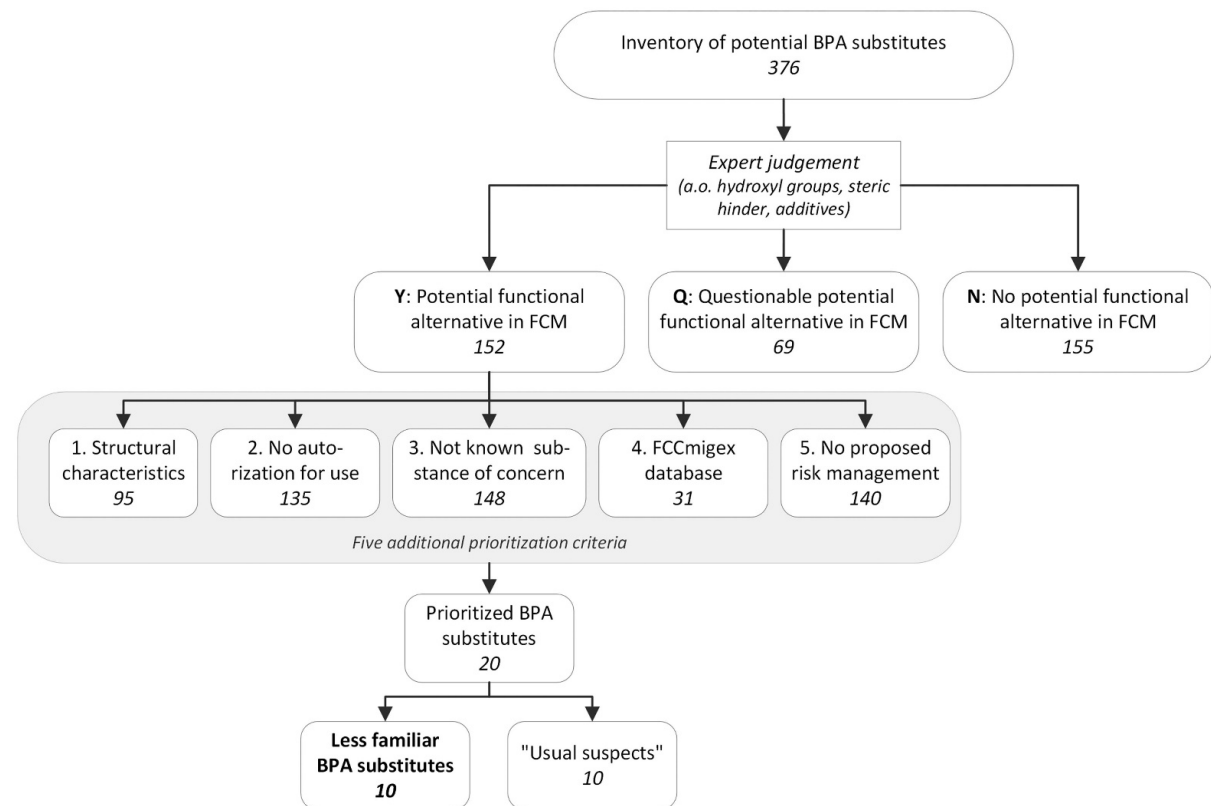 Inventory of potential BPA substitutes
376
Expert judgement
(a.o. hydroxyl groups, steric
hinder, additives)
Y: Potential functional
alternative in FCM
152
Q: Questionable potential
functional alternative in FCM
69
N: No potential functional
alternative in FCM
155
1. Structural
characteristics
95
2. No auto-
rization for use
135
3. Not known sub-
stance of concern
148
4. FCCmigex
database
31
5. No proposed
risk management
140
Five additional prioritization criteria
Prioritized BPA
substitutes
20
Less familiar
BPA substitutes
10
"Usual suspects"
10